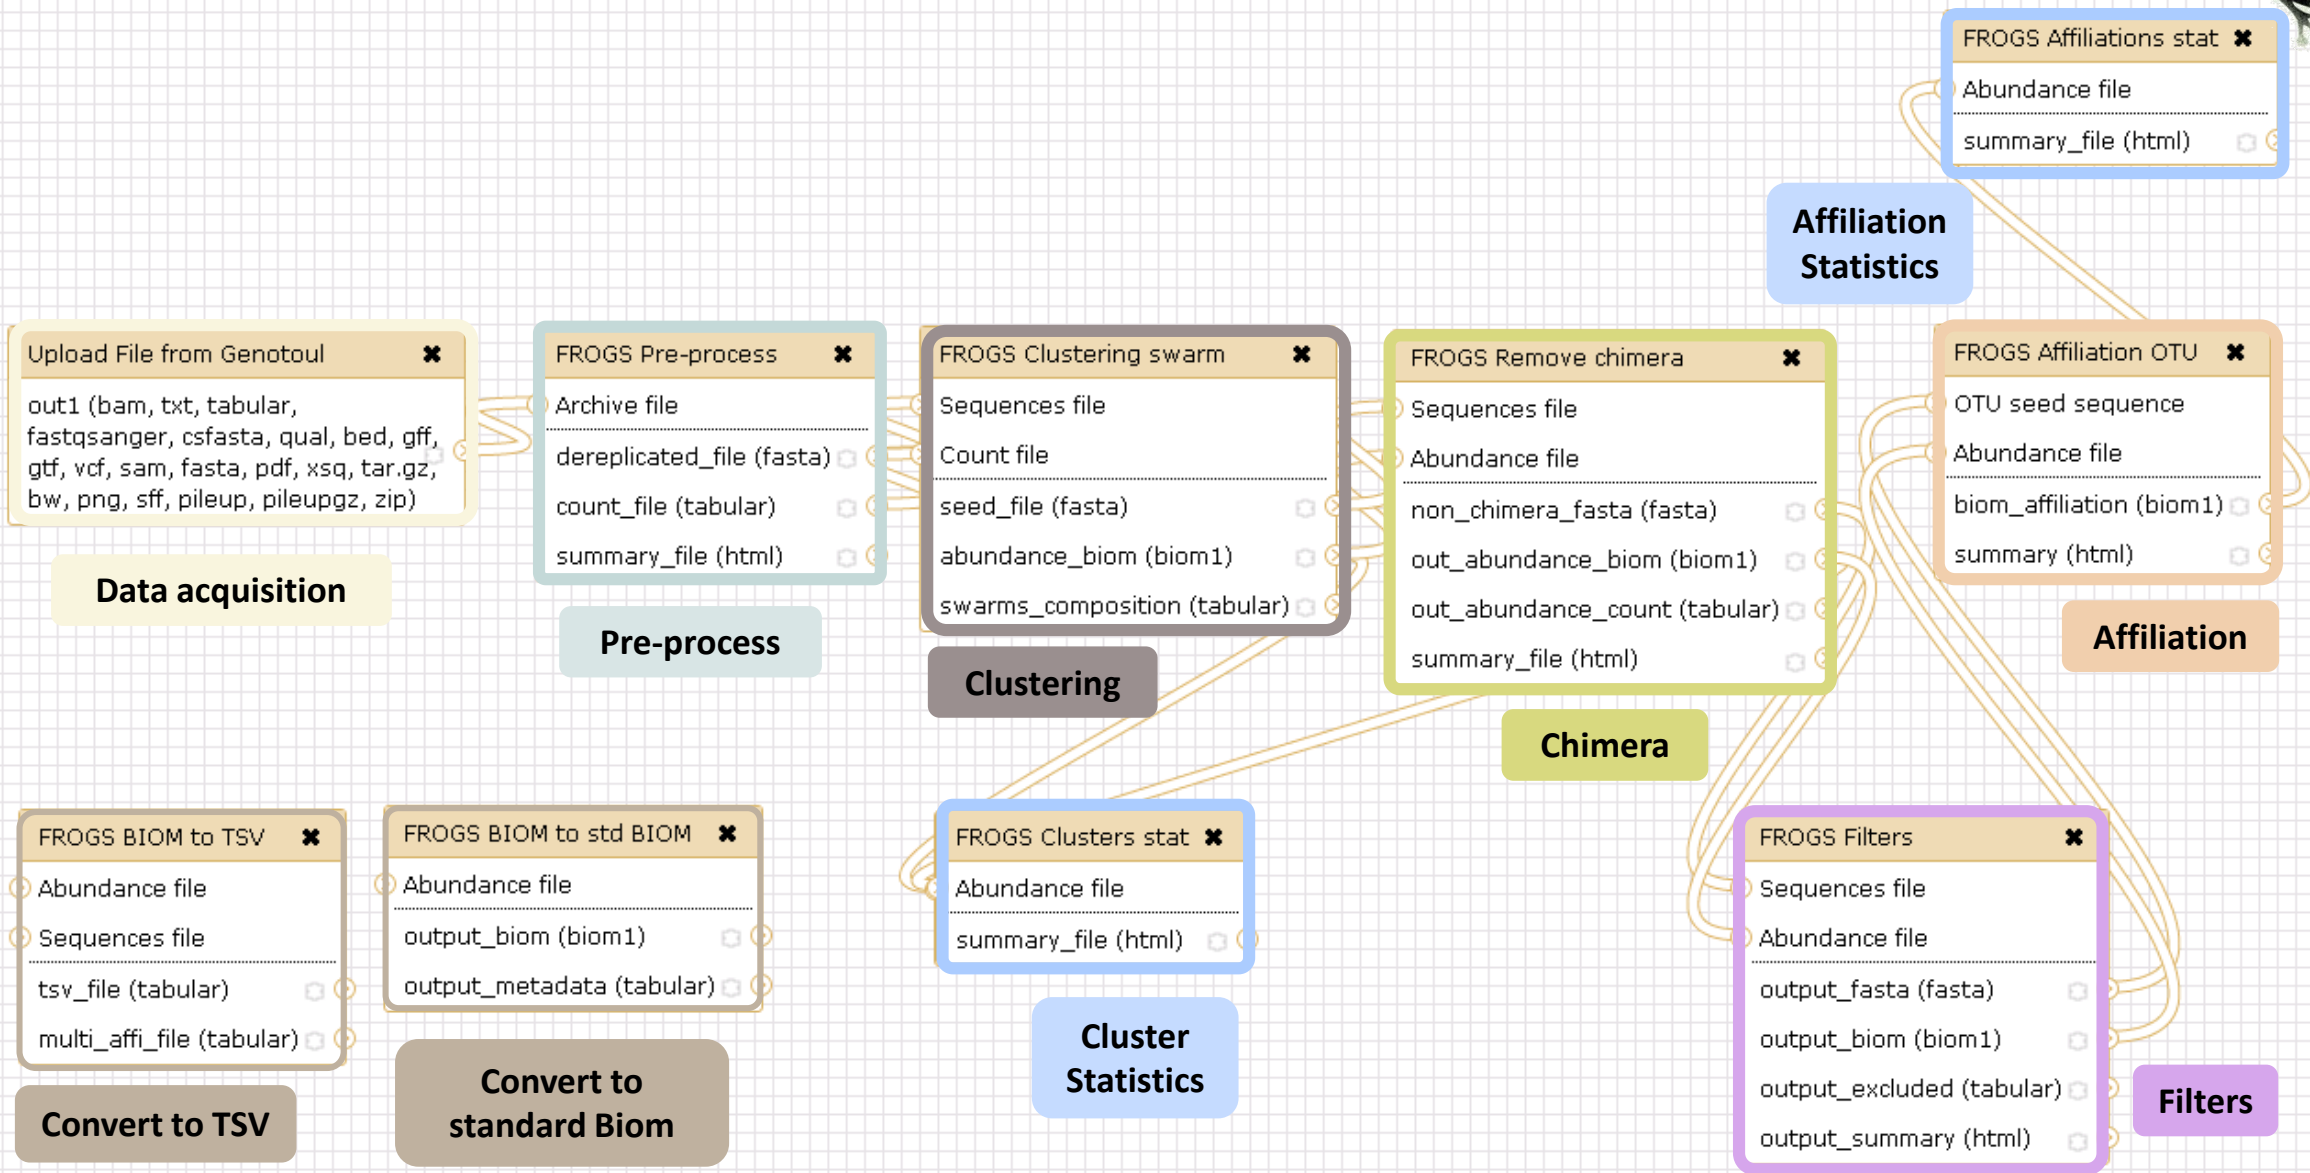 FROGS Affiliations stat ✖
Abundance file
summary_file (html)
Affiliation
Statistics
Upload File from Genotoul ✖
out1 (bam, txt, tabular,
fastqsanger, csfasta, qual, bed, gff,
gtf, vcf, sam, fasta, pdf, xsq, tar.gz,
bw, png, sff, pileup, pileupgz, zip)
Data acquisition
FROGS Pre-process ✖
Archive file
dereplicated_file (fasta)
count_file (tabular)
summary_file (html)
Pre-process
FROGS Clustering swarm ✖
Sequences file
Count file
seed_file (fasta)
abundance_biom (biom1)
swarms_composition (tabular)
Clustering
FROGS Remove chimera ✖
Sequences file
Abundance file
non_chimera_fasta (fasta)
out_abundance_biom (biom1)
out_abundance_count (tabular)
summary_file (html)
Chimera
FROGS Affiliation OTU ✖
OTU seed sequence
Abundance file
biom_affiliation (biom1)
summary (html)
Affiliation
FROGS BIOM to TSV ✖
Abundance file
Sequences file
tsv_file (tabular)
multi_affi_file (tabular)
Convert to TSV
FROGS BIOM to std BIOM ✖
Abundance file
output_biom (biom1)
output_metadata (tabular)
Convert to
standard Biom
FROGS Clusters stat ✖
Abundance file
summary_file (html)
Cluster
Statistics
FROGS Filters ✖
Sequences file
Abundance file
output_fasta (fasta)
output_biom (biom1)
output_excluded (tabular)
output_summary (html)
Filters